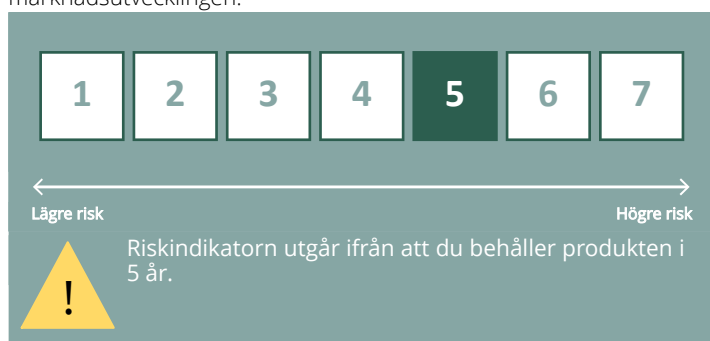 marknadsutvecklingen.
1 2 3 4 5 6 7
Lägre risk Högre risk
Riskindikatorn utgår ifrån att du behåller produkten i
5 år.
!